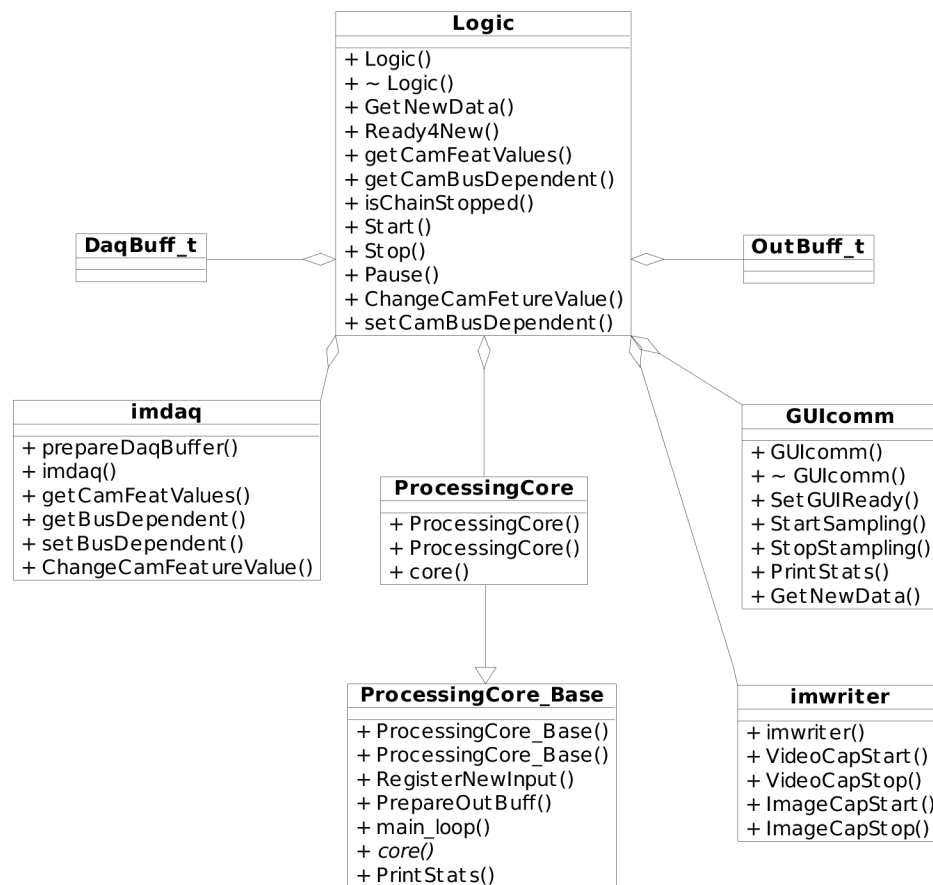 Logic
+ Logic()
+ ~ Logic()
+ GetNewData()
+ Ready4New()
+ getCamFeatValues()
+ getCamBusDependent()
+ isChainStopped()
+ Start()
+ Stop()
+ Pause()
+ ChangeCamFetureValue()
+ setCamBusDependent()
DaqBuff_t
OutBuff_t
imdaq
+ prepareDaqBuffer()
+ imdaq()
+ getCamFeatValues()
+ getBusDependent()
+ setBusDependent()
+ ChangeCamFeatureValue()
ProcessingCore
+ ProcessingCore()
+ ProcessingCore()
+ core()
GUIcomm
+ GUIcomm()
+ ~ GUIcomm()
+ SetGUIReady()
+ StartSampling()
+ StopStampling()
+ PrintStats()
+ GetNewData()
ProcessingCore_Base
+ ProcessingCore_Base()
+ ProcessingCore_Base()
+ RegisterNewInput()
+ PrepareOutBuff()
+ main_loop()
+ core()
+ PrintStats()
imwriter
+ imwriter()
+ VideoCapStart()
+ VideoCapStop()
+ ImageCapStart()
+ ImageCapStop()